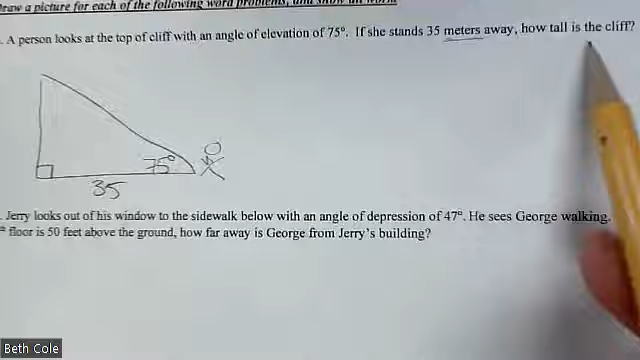 Draw a picture for each of the following word problems, and show all work
. A person looks at the top of cliff with an angle of elevation of 75°. If she stands 35 meters away, how tall is the cliff?
75°
35
. Jerry looks out of his window to the sidewalk below with an angle of depression of 47°. He sees George walking.
floor is 50 feet above the ground, how far away is George from Jerry's building?
Beth Cole